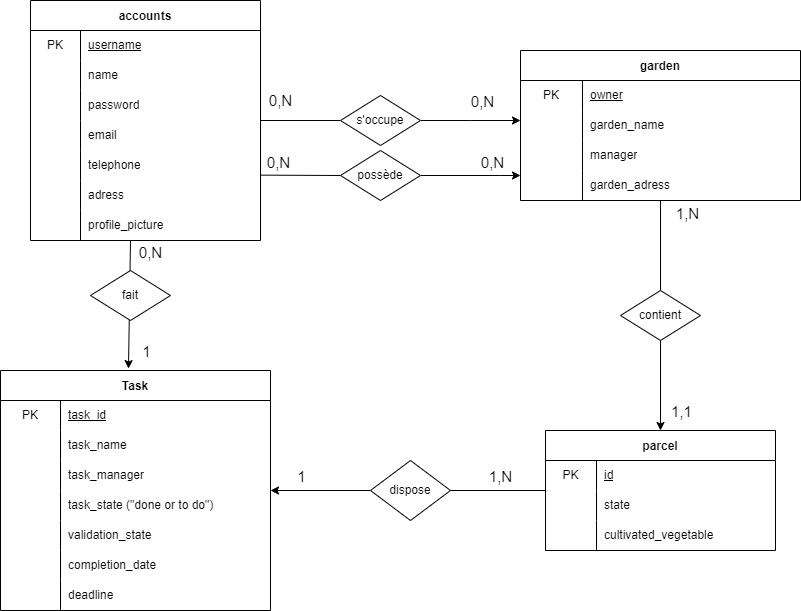 accounts
PK username
name
password
email
telephone
adress
profile_picture
0,N s'occupe 0,N
0,N possède 0,N
garden
PK owner
garden_name
manager
garden_adress
0,N
fait
1
1,N
contient
1,1
Task
PK task_id
task_name
task_manager
task_state ("done or to do")
validation_state
completion_date
deadline
1 dispose 1,N
parcel
PK id
state
cultivated_vegetable